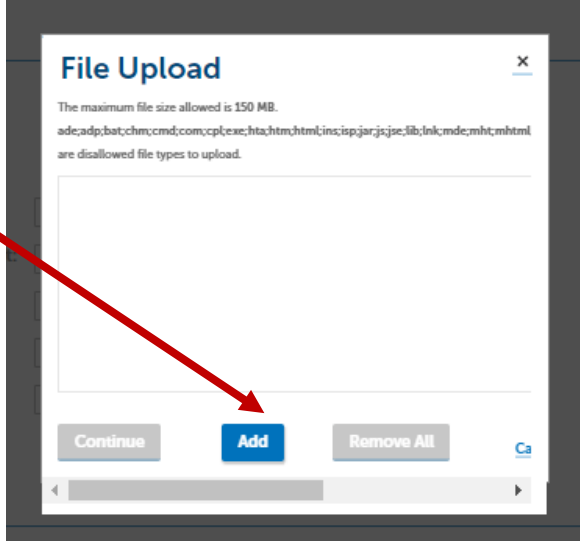 File Upload
×
The maximum file size allowed is 150 MB.
ade;adp;bat;chm;cmd;com;cpl;exe;hta;htm;html;ins;isp;jar;js;jse;lib;lnk;mde;mht;mhtml
are disallowed file types to upload.
Continue Add Remove All Ca